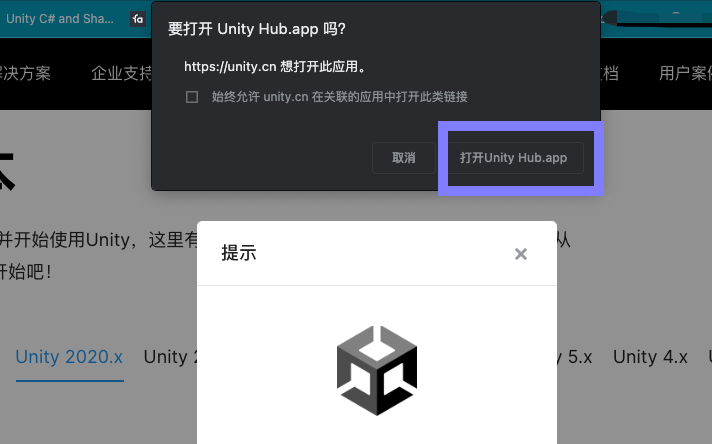 Unity C# and Sha...
要打开 Unity Hub.app 吗?
https://unity.cn 想打开此应用。
始终允许 unity.cn 在关联的应用中打开此类链接
取消
打开Unity Hub.app
解决方案
企业支持
文档
用户案例
本
并开始使用Unity，这里有
从
开始吧！
提示
Unity 2020.x
Unity 2
5.x
Unity 4.x